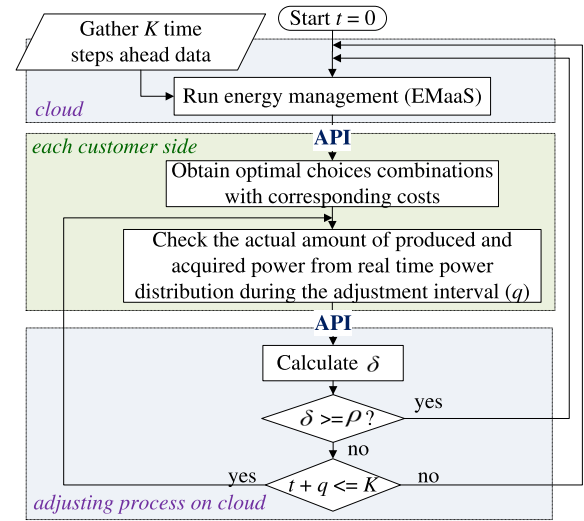 Start t = 0
Gather K time
steps ahead data
Run energy management (EMaaS)
cloud
API
each customer side
Obtain optimal choices combinations
with corresponding costs
Check the actual amount of produced and
acquired power from real time power
distribution during the adjustment interval (q)
API
Calculate δ
δ >=ρ?
yes
no
t + q <= K
yes
no
adjusting process on cloud